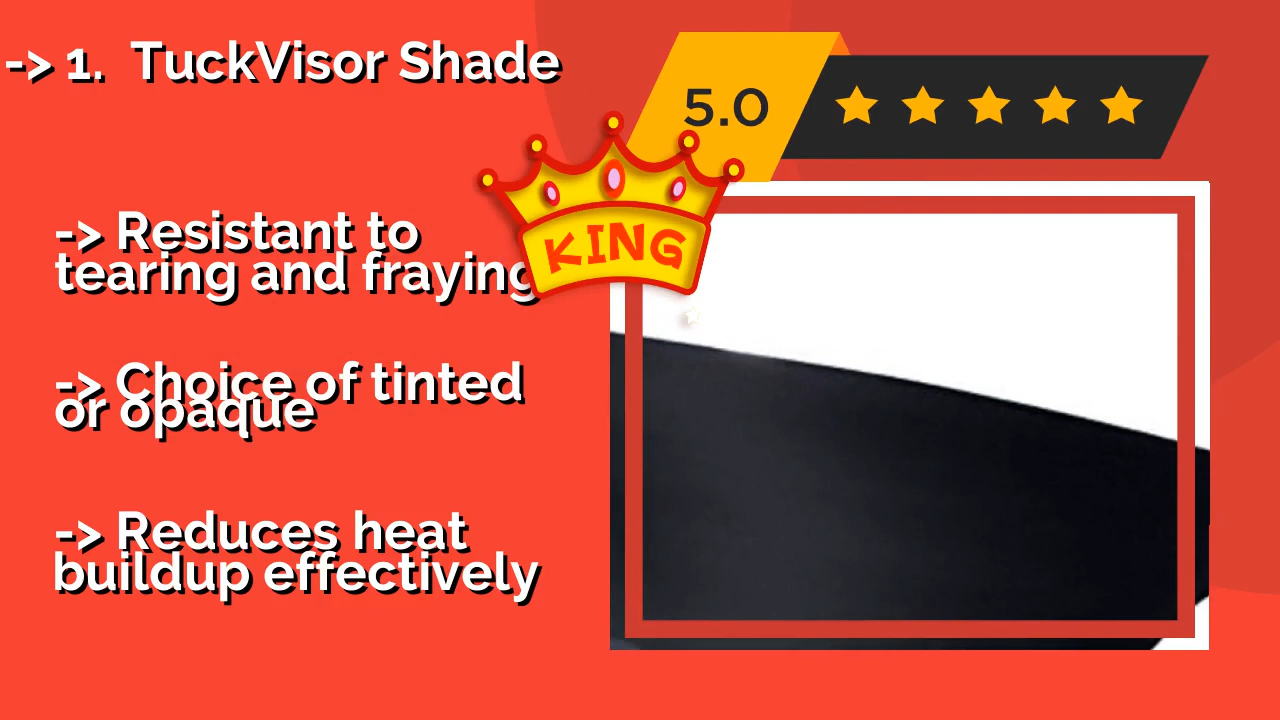 -> 1.  TuckVisor Shade
5.0
KING
-> Resistant to
tearing and fraying
-> Choice of tinted
or opaque
-> Reduces heat
buildup effectively